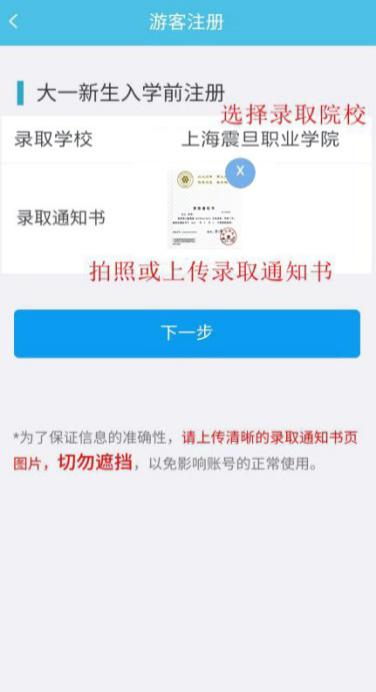 游客注册
大一新生入学前注册
选择录取院校
录取学校
上海震旦职业学院
X
录取通知书
拍照或上传录取通知书
下一步
*为了保证信息的准确性，请上传清晰的录取通知书页
图片，切勿遮挡，以免影响账号的正常使用。